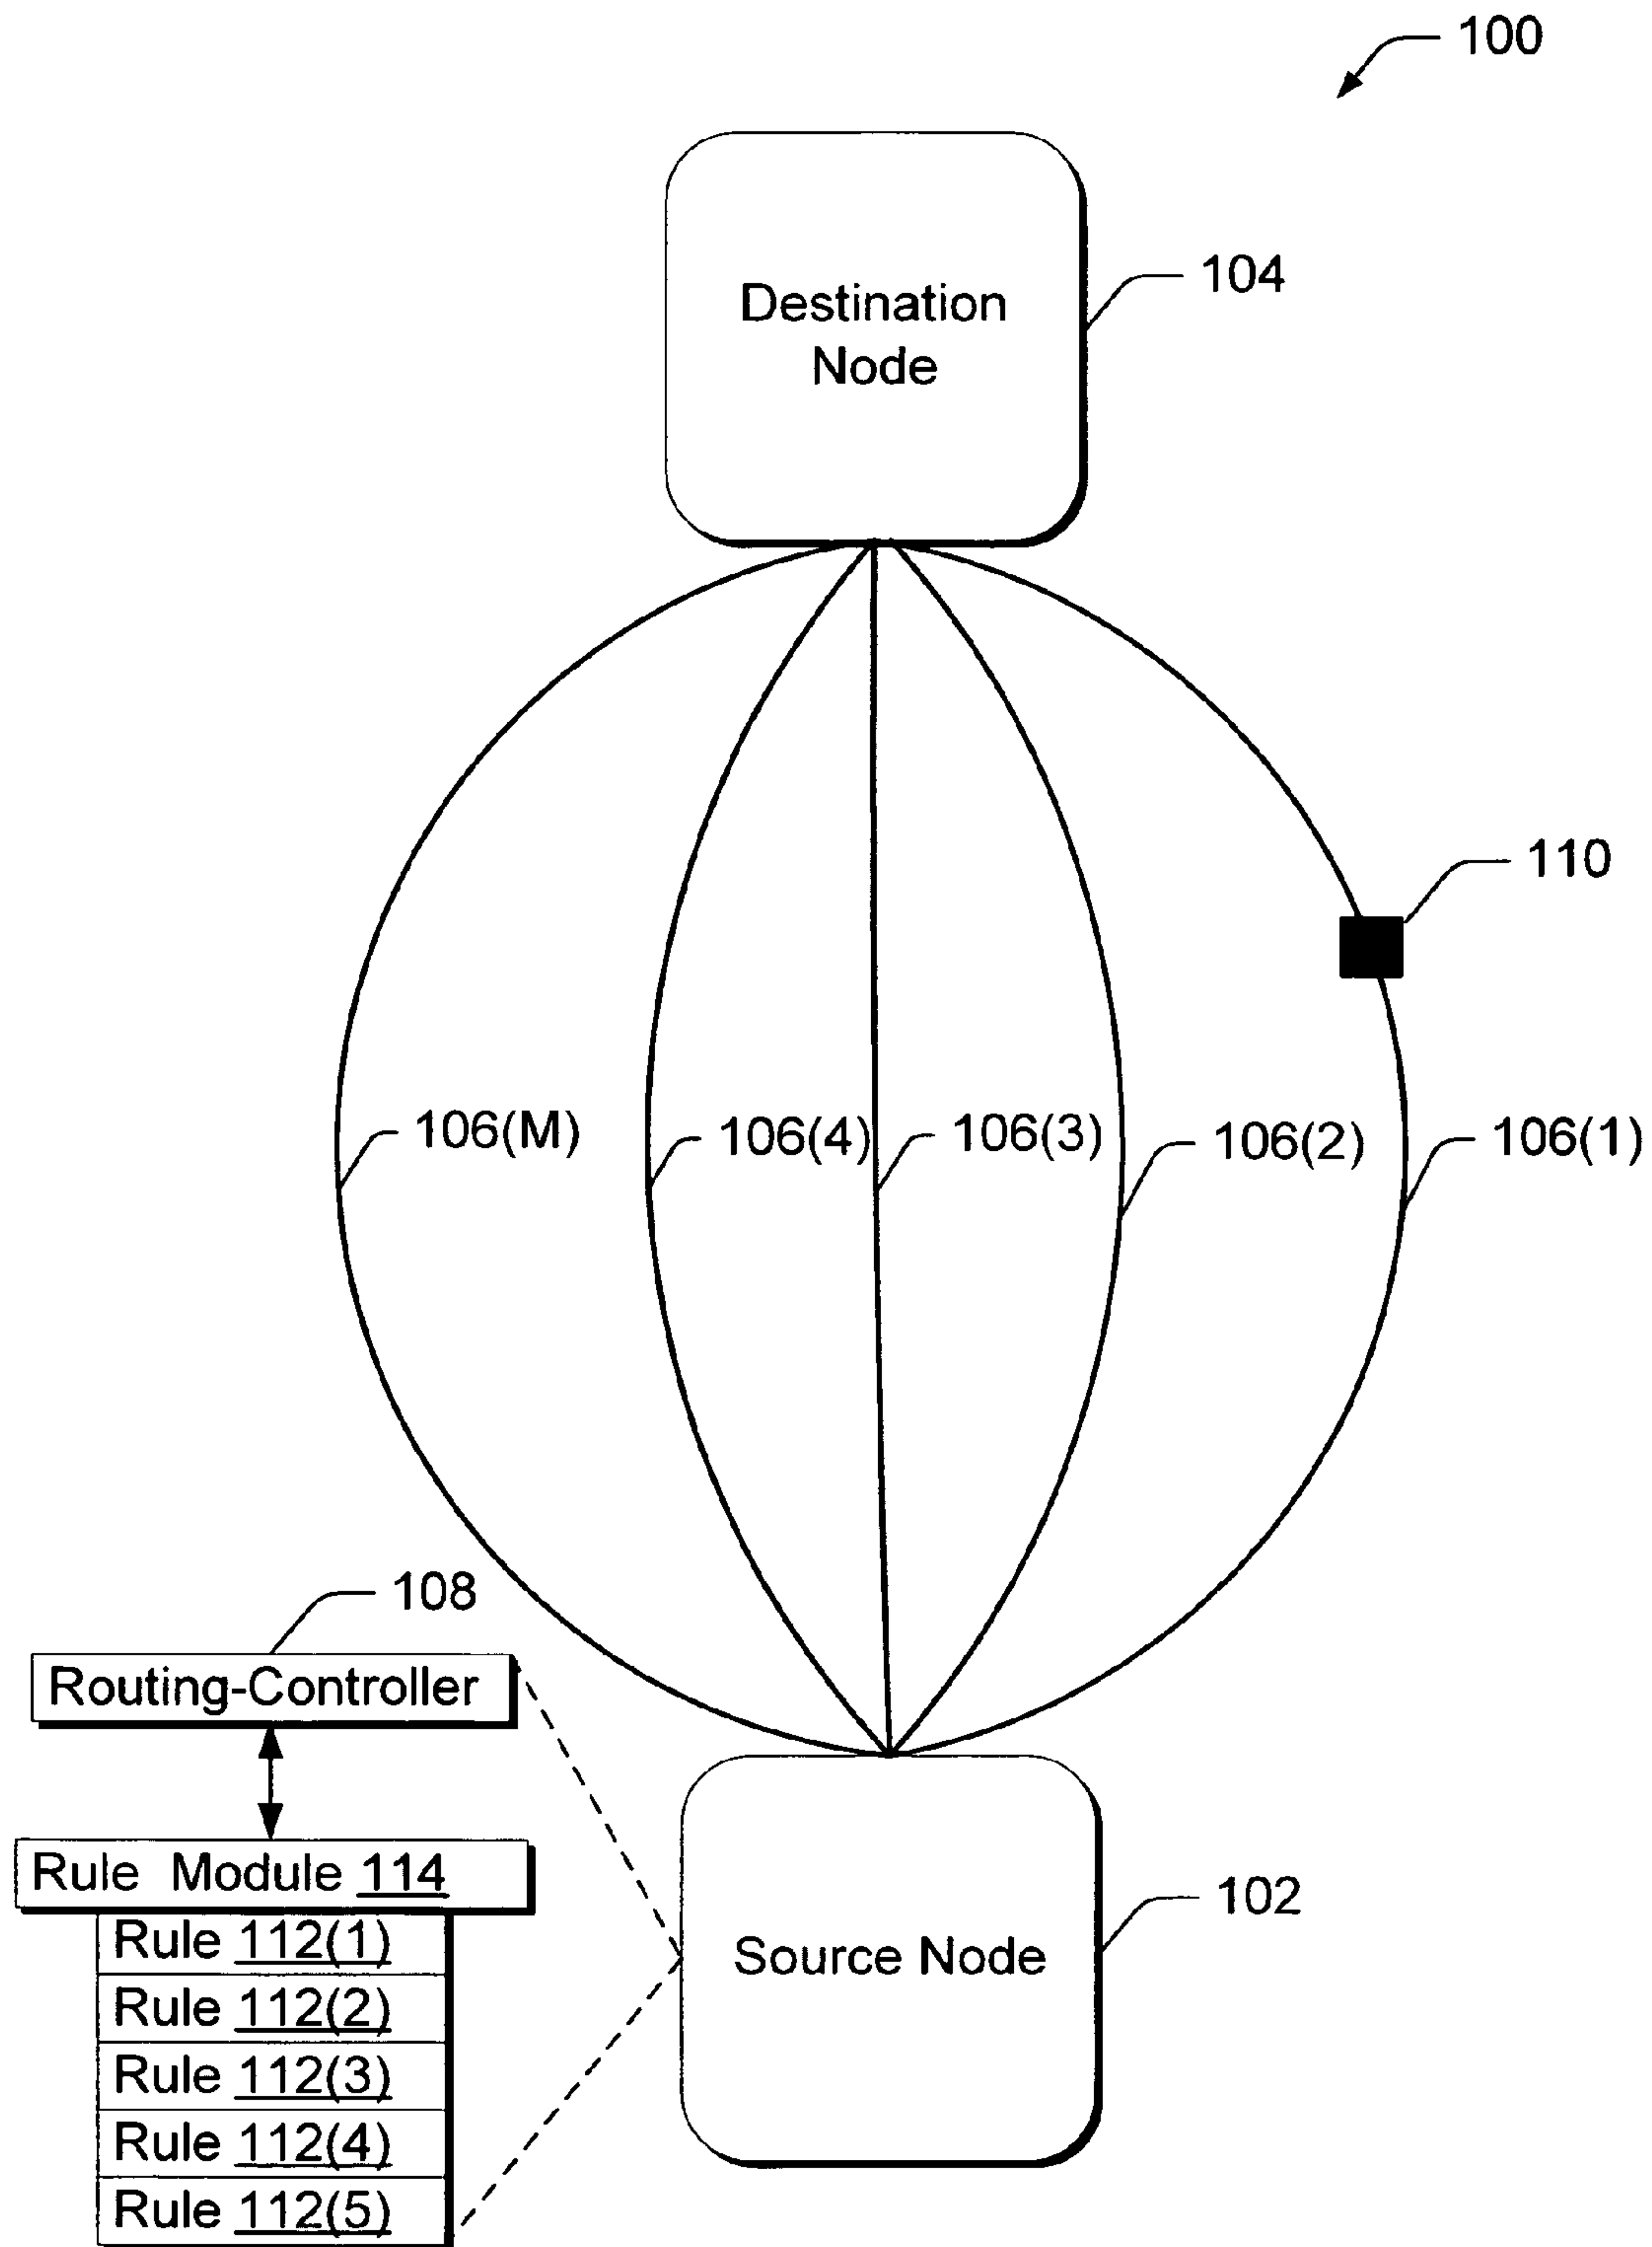 100
Destination
Node
104
110
106(M)
106(4)
106(3)
106(2)
106(1)
108
Routing-Controller
Rule Module 114
Rule 112(1)
Rule 112(2)
Rule 112(3)
Rule 112(4)
Rule 112(5)
Source Node
102